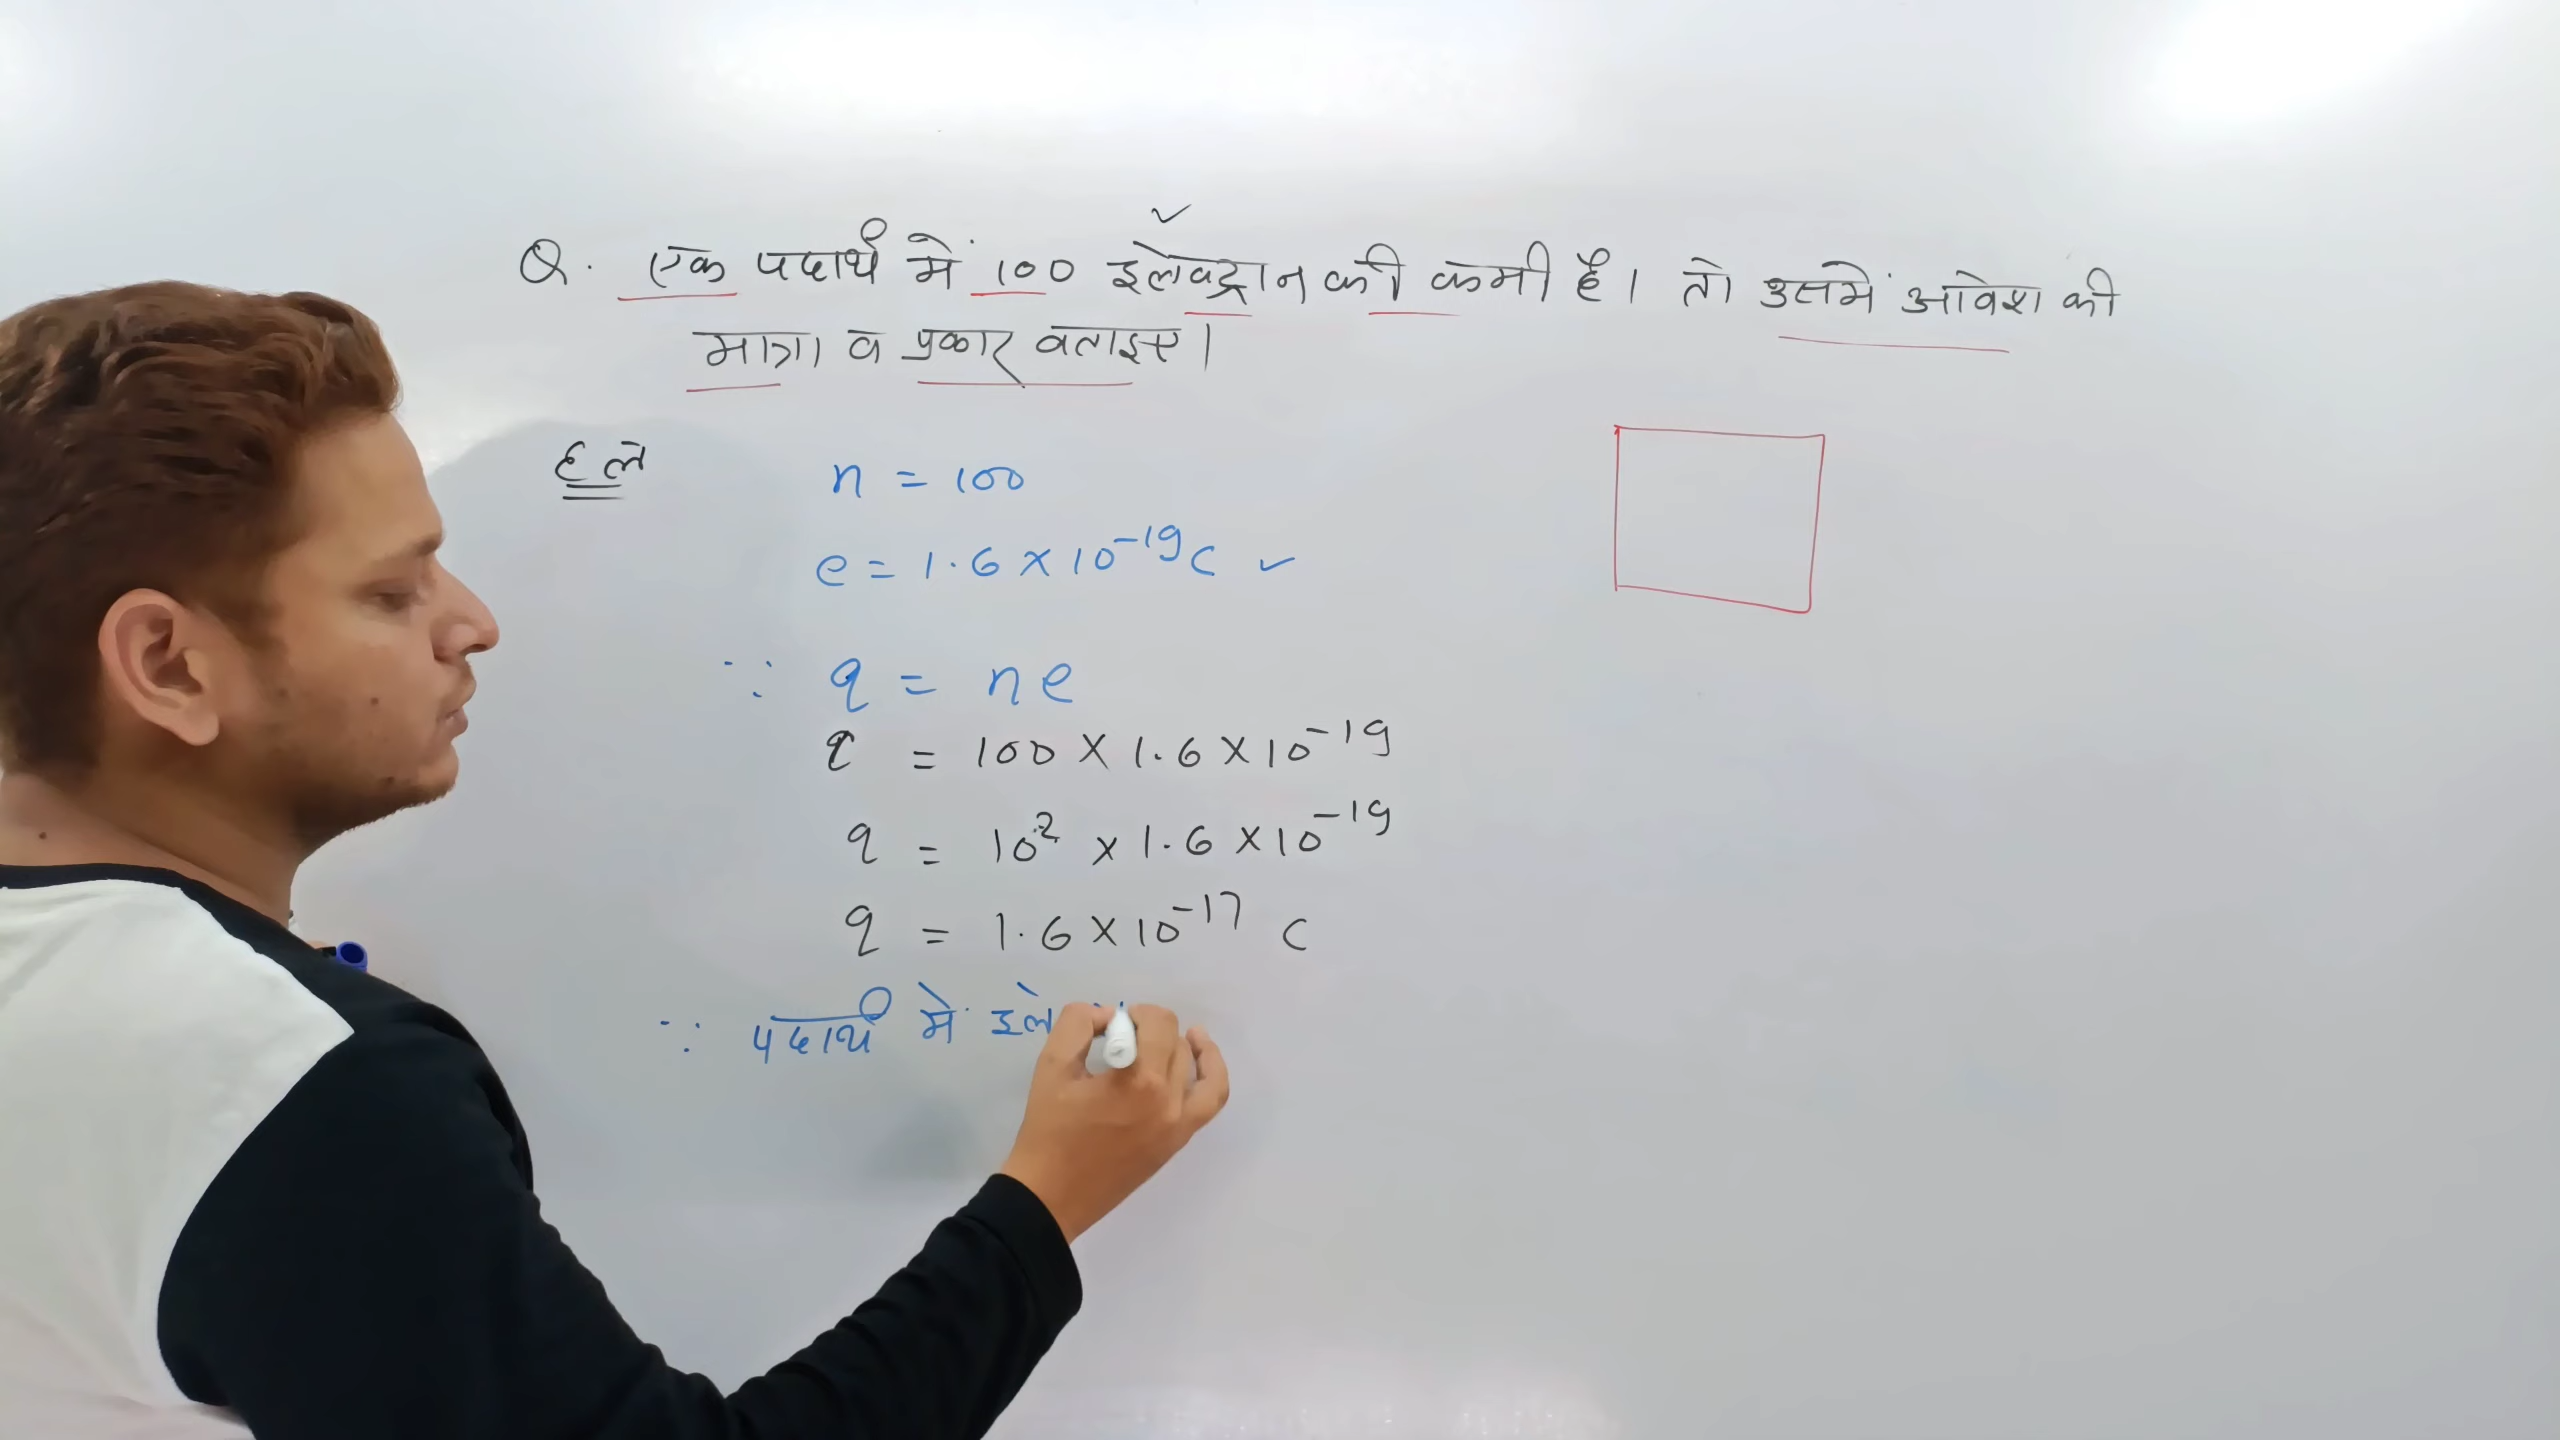 Q. एक पदार्थ में 100 इलेक्ट्रान की कमी है। तो उसमें आवेश की
मात्रा व प्रकार बताइए।
हल
n = 100
e = 1.6 × 10⁻¹⁹ C ✓
∵ q = ne
q = 100 × 1.6 × 10⁻¹⁹
q = 10² × 1.6 × 10⁻¹⁹
q = 1.6 × 10⁻¹⁷ C
∵ पदार्थ में इले